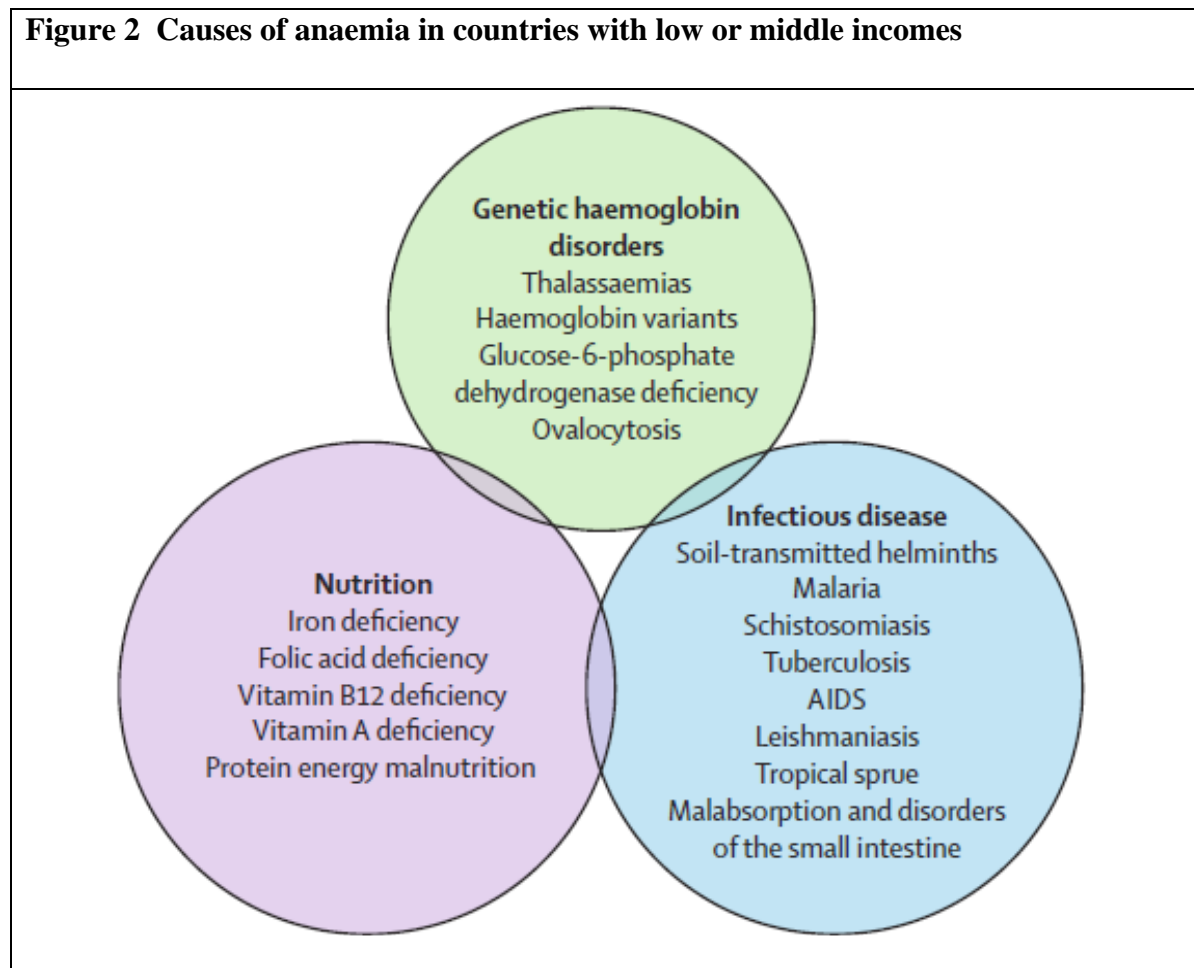 Figure 2  Causes of anaemia in countries with low or middle incomes
Genetic haemoglobin
disorders
Thalassaemias
Haemoglobin variants
Glucose-6-phosphate
dehydrogenase deficiency
Ovalocytosis
Nutrition
Iron deficiency
Folic acid deficiency
Vitamin B12 deficiency
Vitamin A deficiency
Protein energy malnutrition
Infectious disease
Soil-transmitted helminths
Malaria
Schistosomiasis
Tuberculosis
AIDS
Leishmaniasis
Tropical sprue
Malabsorption and disorders
of the small intestine